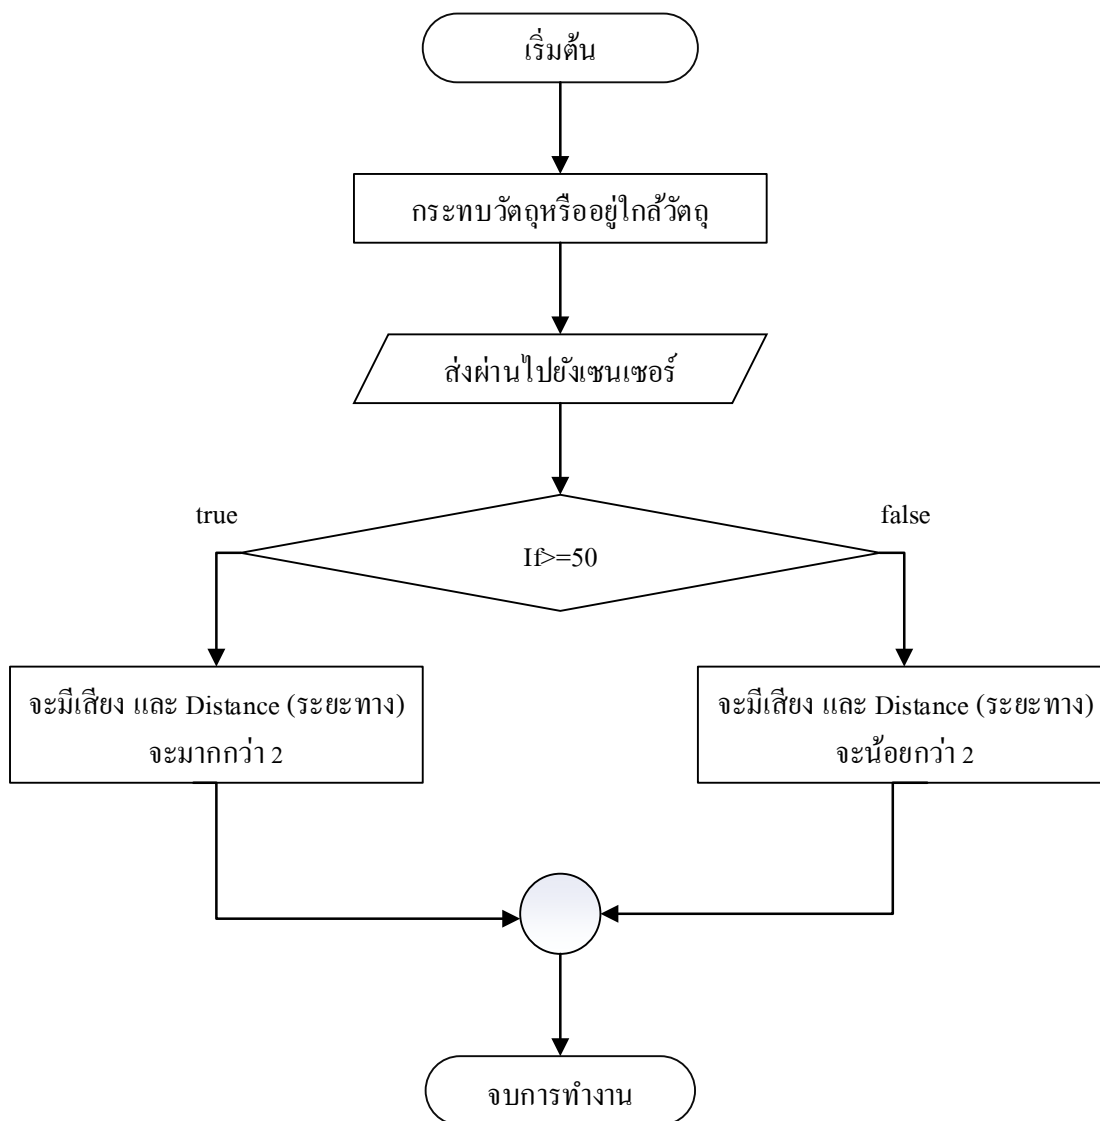 เริ่มต้น
กระทบวัตถุหรืออยู่ใกล้วัตถุ
ส่งผ่านไปยังเซนเซอร์
true
false
If>=50
จะมีเสียง และ Distance (ระยะทาง)
จะมากกว่า 2
จะมีเสียง และ Distance (ระยะทาง)
จะน้อยกว่า 2
จบการทำงาน